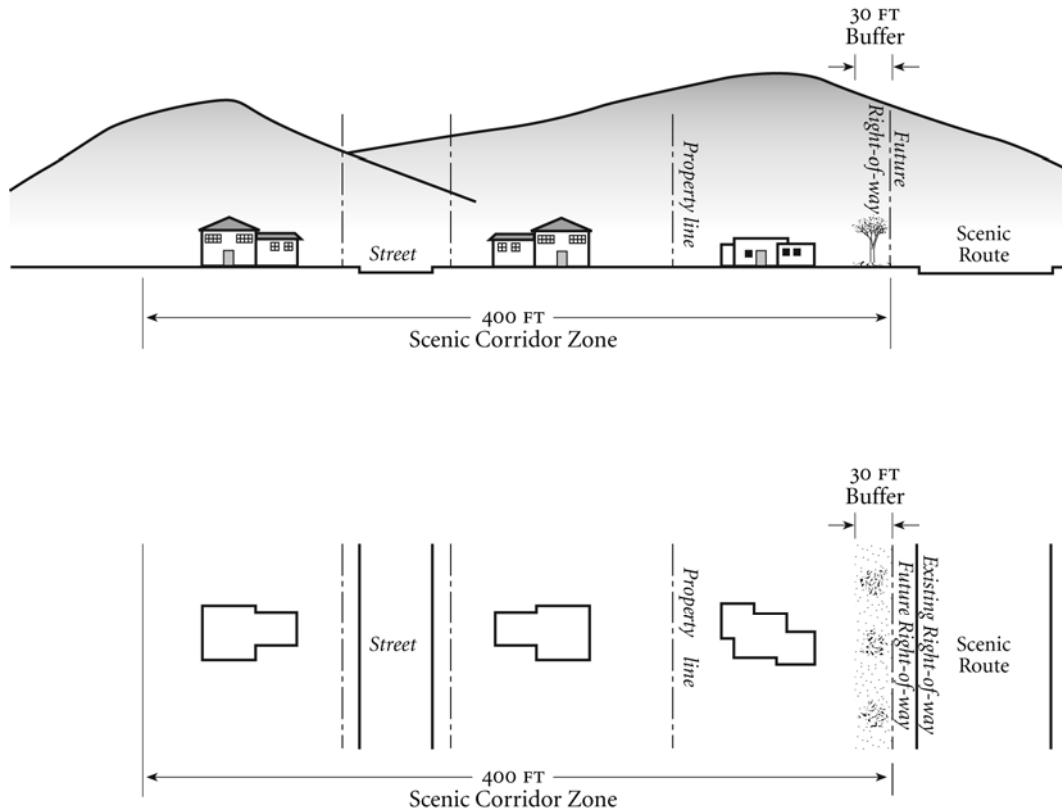 30 FT
Buffer
Future
Right-of-way
Property line
Street
Scenic
Route
400 FT
Scenic Corridor Zone
30 FT
Buffer
Existing Right-of-way
Future Right-of-way
Property line
Street
Scenic
Route
400 FT
Scenic Corridor Zone